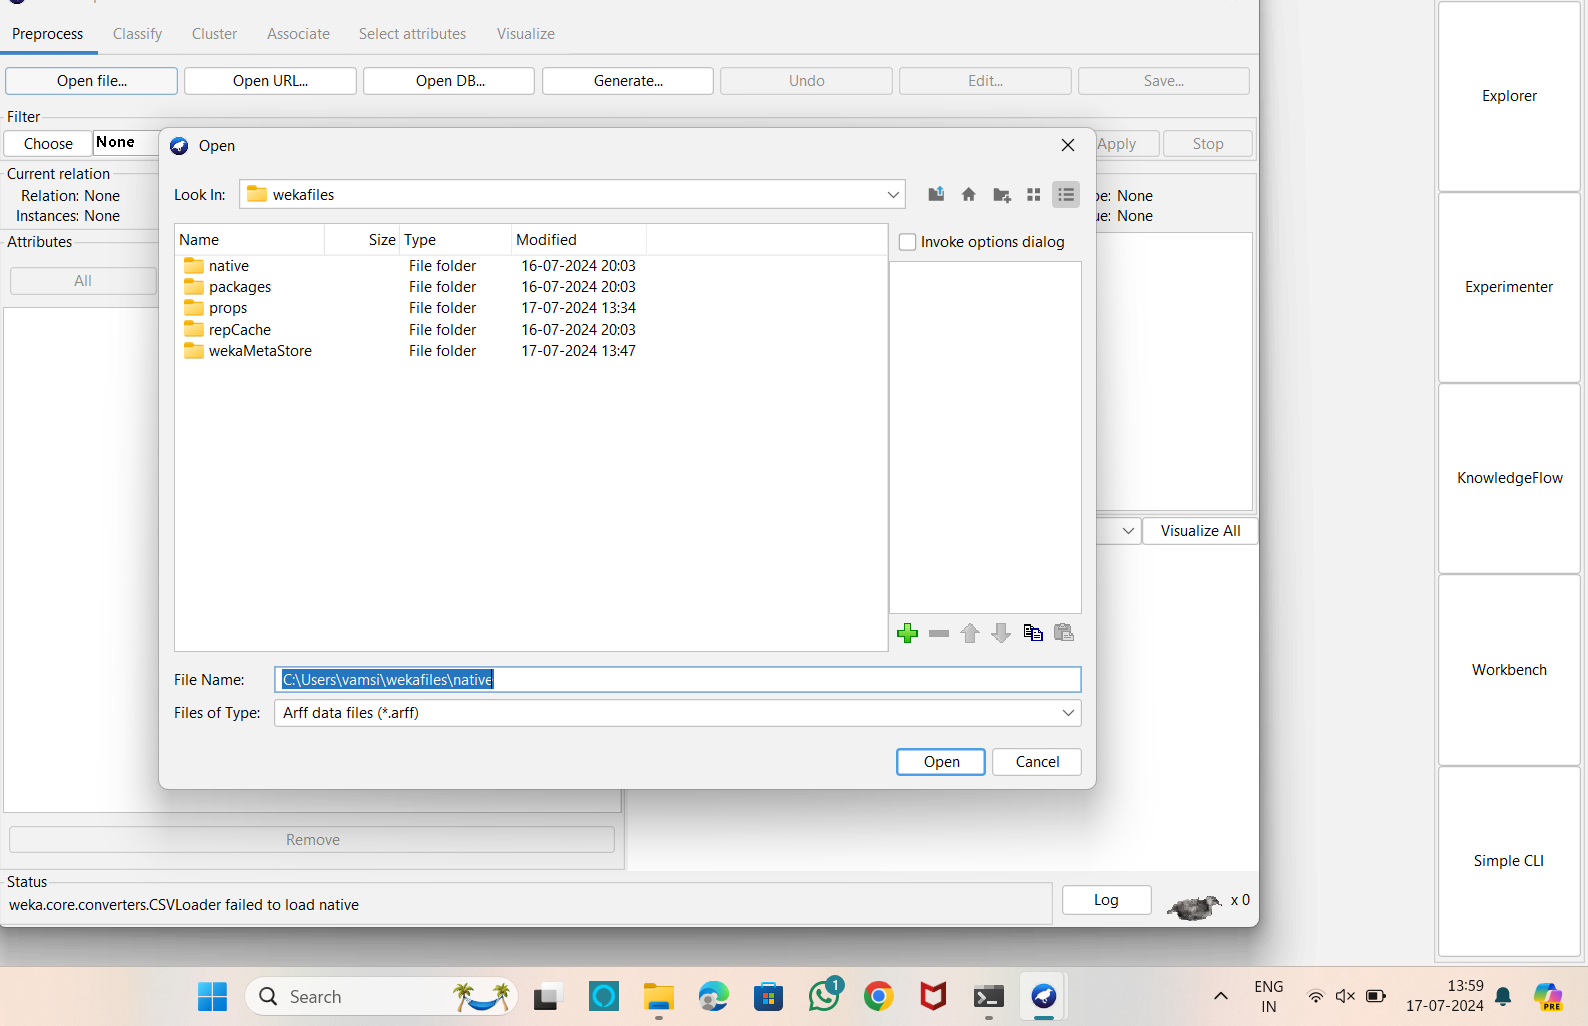 Preprocess Classify Cluster Associate Select attributes Visualize
Open file... Open URL... Open DB... Generate... Undo Edit... Save...
Filter
Choose None Apply Stop
Current relation
Relation: None
Instances: None
pe: None
ue: None
Attributes
All
Open
Look In: wekafiles
Invoke options dialog
Name Size Type Modified
native File folder 16-07-2024 20:03
packages File folder 16-07-2024 20:03
props File folder 17-07-2024 13:34
repCache File folder 16-07-2024 20:03
wekaMetaStore File folder 17-07-2024 13:47
File Name: C:\Users\vamsi\wekafiles\native
Files of Type: Arff data files (*.arff)
Open Cancel
Visualize All
Remove
Status
weka.core.converters.CSVLoader failed to load native
Log x 0
Explorer
Experimenter
KnowledgeFlow
Workbench
Simple CLI
Search
1
ENG
IN
13:59
17-07-2024
PRE